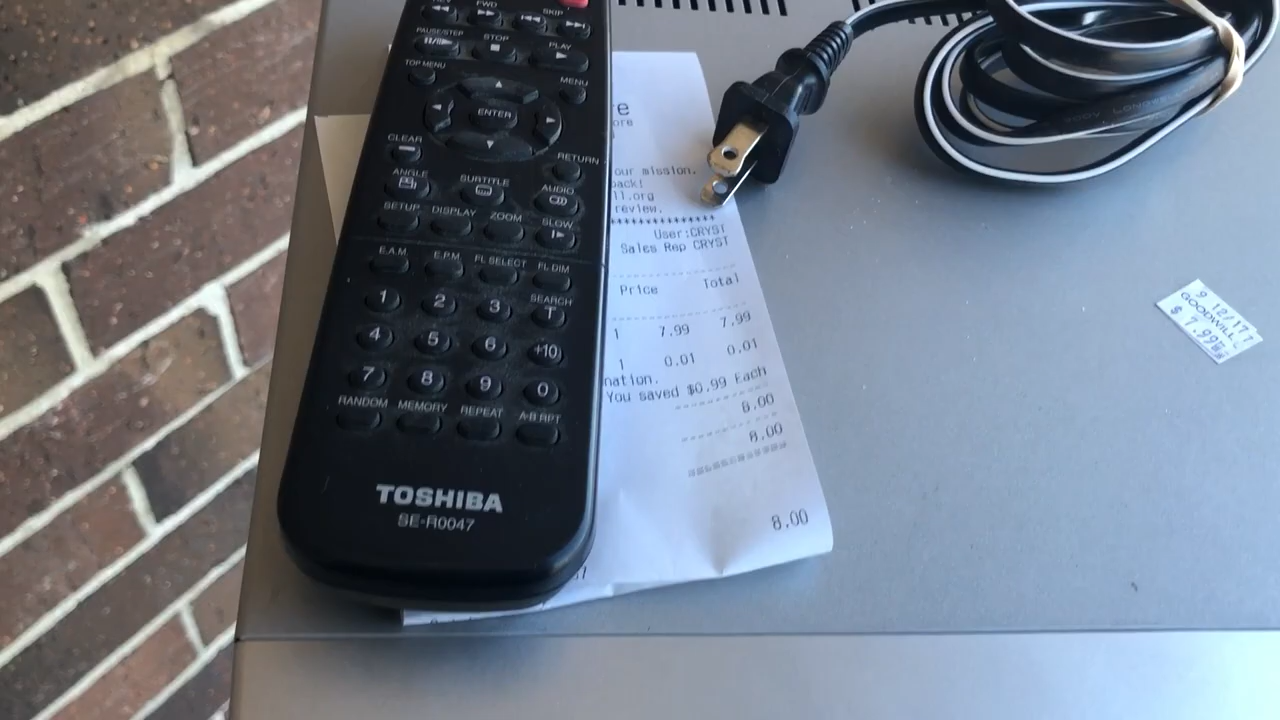 FWD
SKIP
PAUSE/STEP
STOP
PLAY
TOP MENU
MENU
ENTER
CLEAR
RETURN
ANGLE
SUBTITLE
AUDIO
SETUP
DISPLAY
ZOOM
SLOW
E.A.M.
E.P.M.
FL SELECT
FL DIM
SEARCH
1
2
3
T
4
5
6
+10
7
8
9
0
RANDOM
MEMORY
REPEAT
A-B RPT
TOSHIBA
SE-R0047
our mission.
review.
************
User:CRYST
Sales Rep CRYST
Price Total
1 7.99 7.99
1 0.01 0.01
You saved $0.99 Each
8.00
8.00
8.00
9/12/17
GOODWILL
$ 7.99